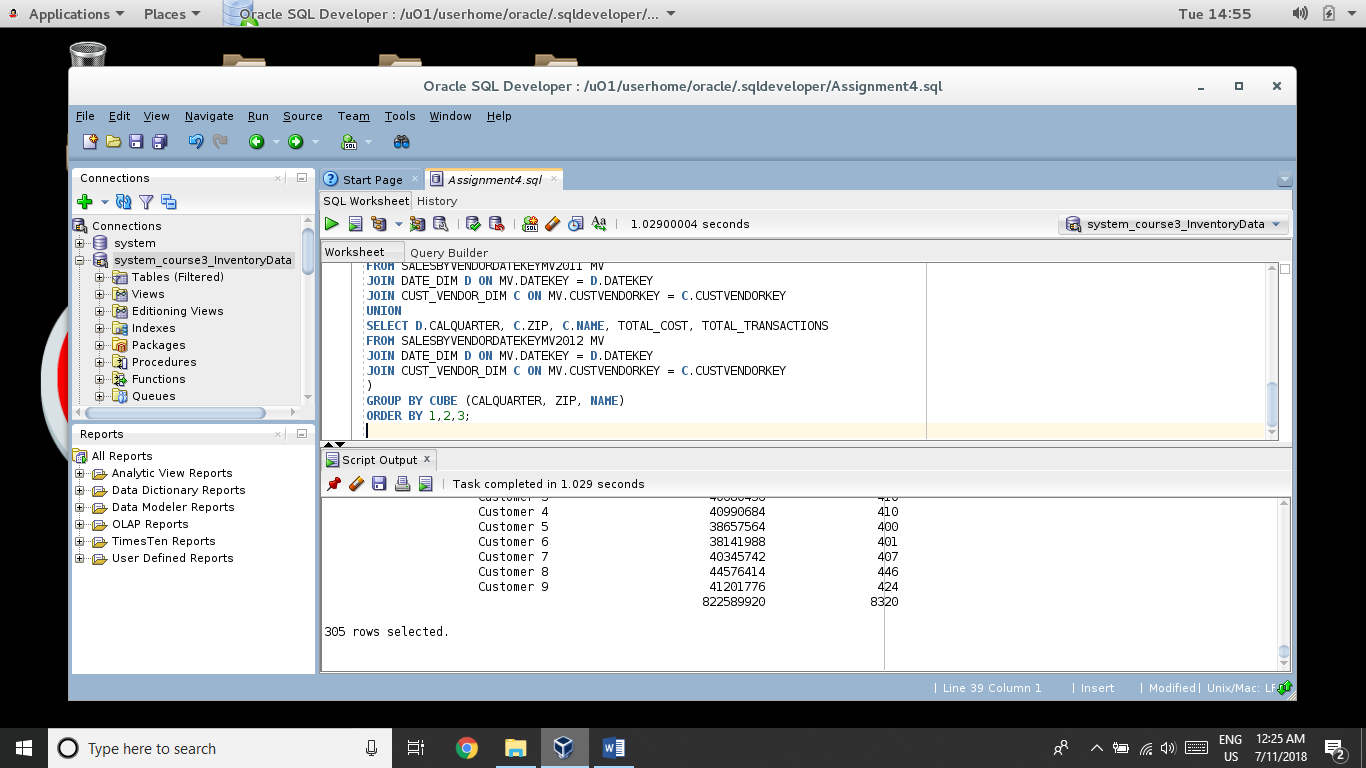 Applications Places Oracle SQL Developer : /u01/userhome/oracle/.sqldeveloper/... Tue 14:55
Oracle SQL Developer : /u01/userhome/oracle/.sqldeveloper/Assignment4.sql
File Edit View Navigate Run Source Team Tools Window Help
Connections
Connections
system
system_course3_InventoryData
Tables (Filtered)
Views
Editioning Views
Indexes
Packages
Procedures
Functions
Queues
Reports
All Reports
Analytic View Reports
Data Dictionary Reports
Data Modeler Reports
OLAP Reports
TimesTen Reports
User Defined Reports
Start Page Assignment4.sql
SQL Worksheet History
1.02900004 seconds system_course3_InventoryData
Worksheet Query Builder
FROM SALESBYVENDORDATEKEYMV2011 MV
JOIN DATE_DIM D ON MV.DATEKEY = D.DATEKEY
JOIN CUST_VENDOR_DIM C ON MV.CUSTVENDORKEY = C.CUSTVENDORKEY
UNION
SELECT D.CALQUARTER, C.ZIP, C.NAME, TOTAL_COST, TOTAL_TRANSACTIONS
FROM SALESBYVENDORDATEKEYMV2012 MV
JOIN DATE_DIM D ON MV.DATEKEY = D.DATEKEY
JOIN CUST_VENDOR_DIM C ON MV.CUSTVENDORKEY = C.CUSTVENDORKEY
)
GROUP BY CUBE (CALQUARTER, ZIP, NAME)
ORDER BY 1,2,3;
Script Output x
Task completed in 1.029 seconds
Customer
Customer 4 40990684 410
Customer 5 38657564 400
Customer 6 38141988 401
Customer 7 40345742 407
Customer 8 44576414 446
Customer 9 41201776 424
822589920 8320
305 rows selected.
Line 39 Column 1 Insert Modified Unix/Mac:
Type here to search
ENG
US
12:25 AM
7/11/2018
2